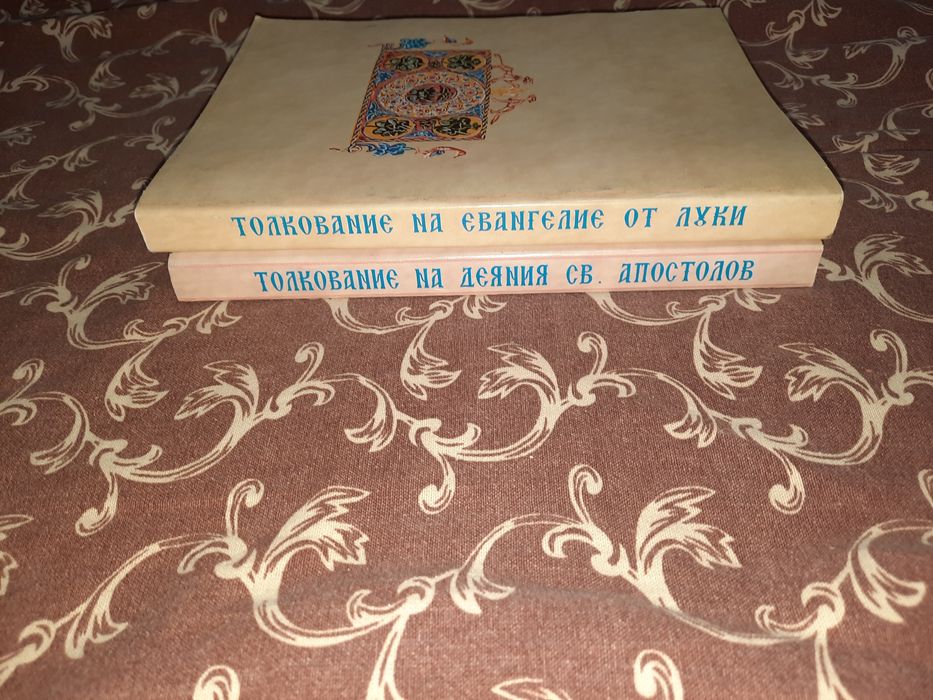 ТОЛКОВАНИЕ НА ЕВАНГЕЛИЕ ОТ ЛУКИ
ТОЛКОВАНИЕ НА ДЕЯНИЯ СВ. АПОСТОЛОВ